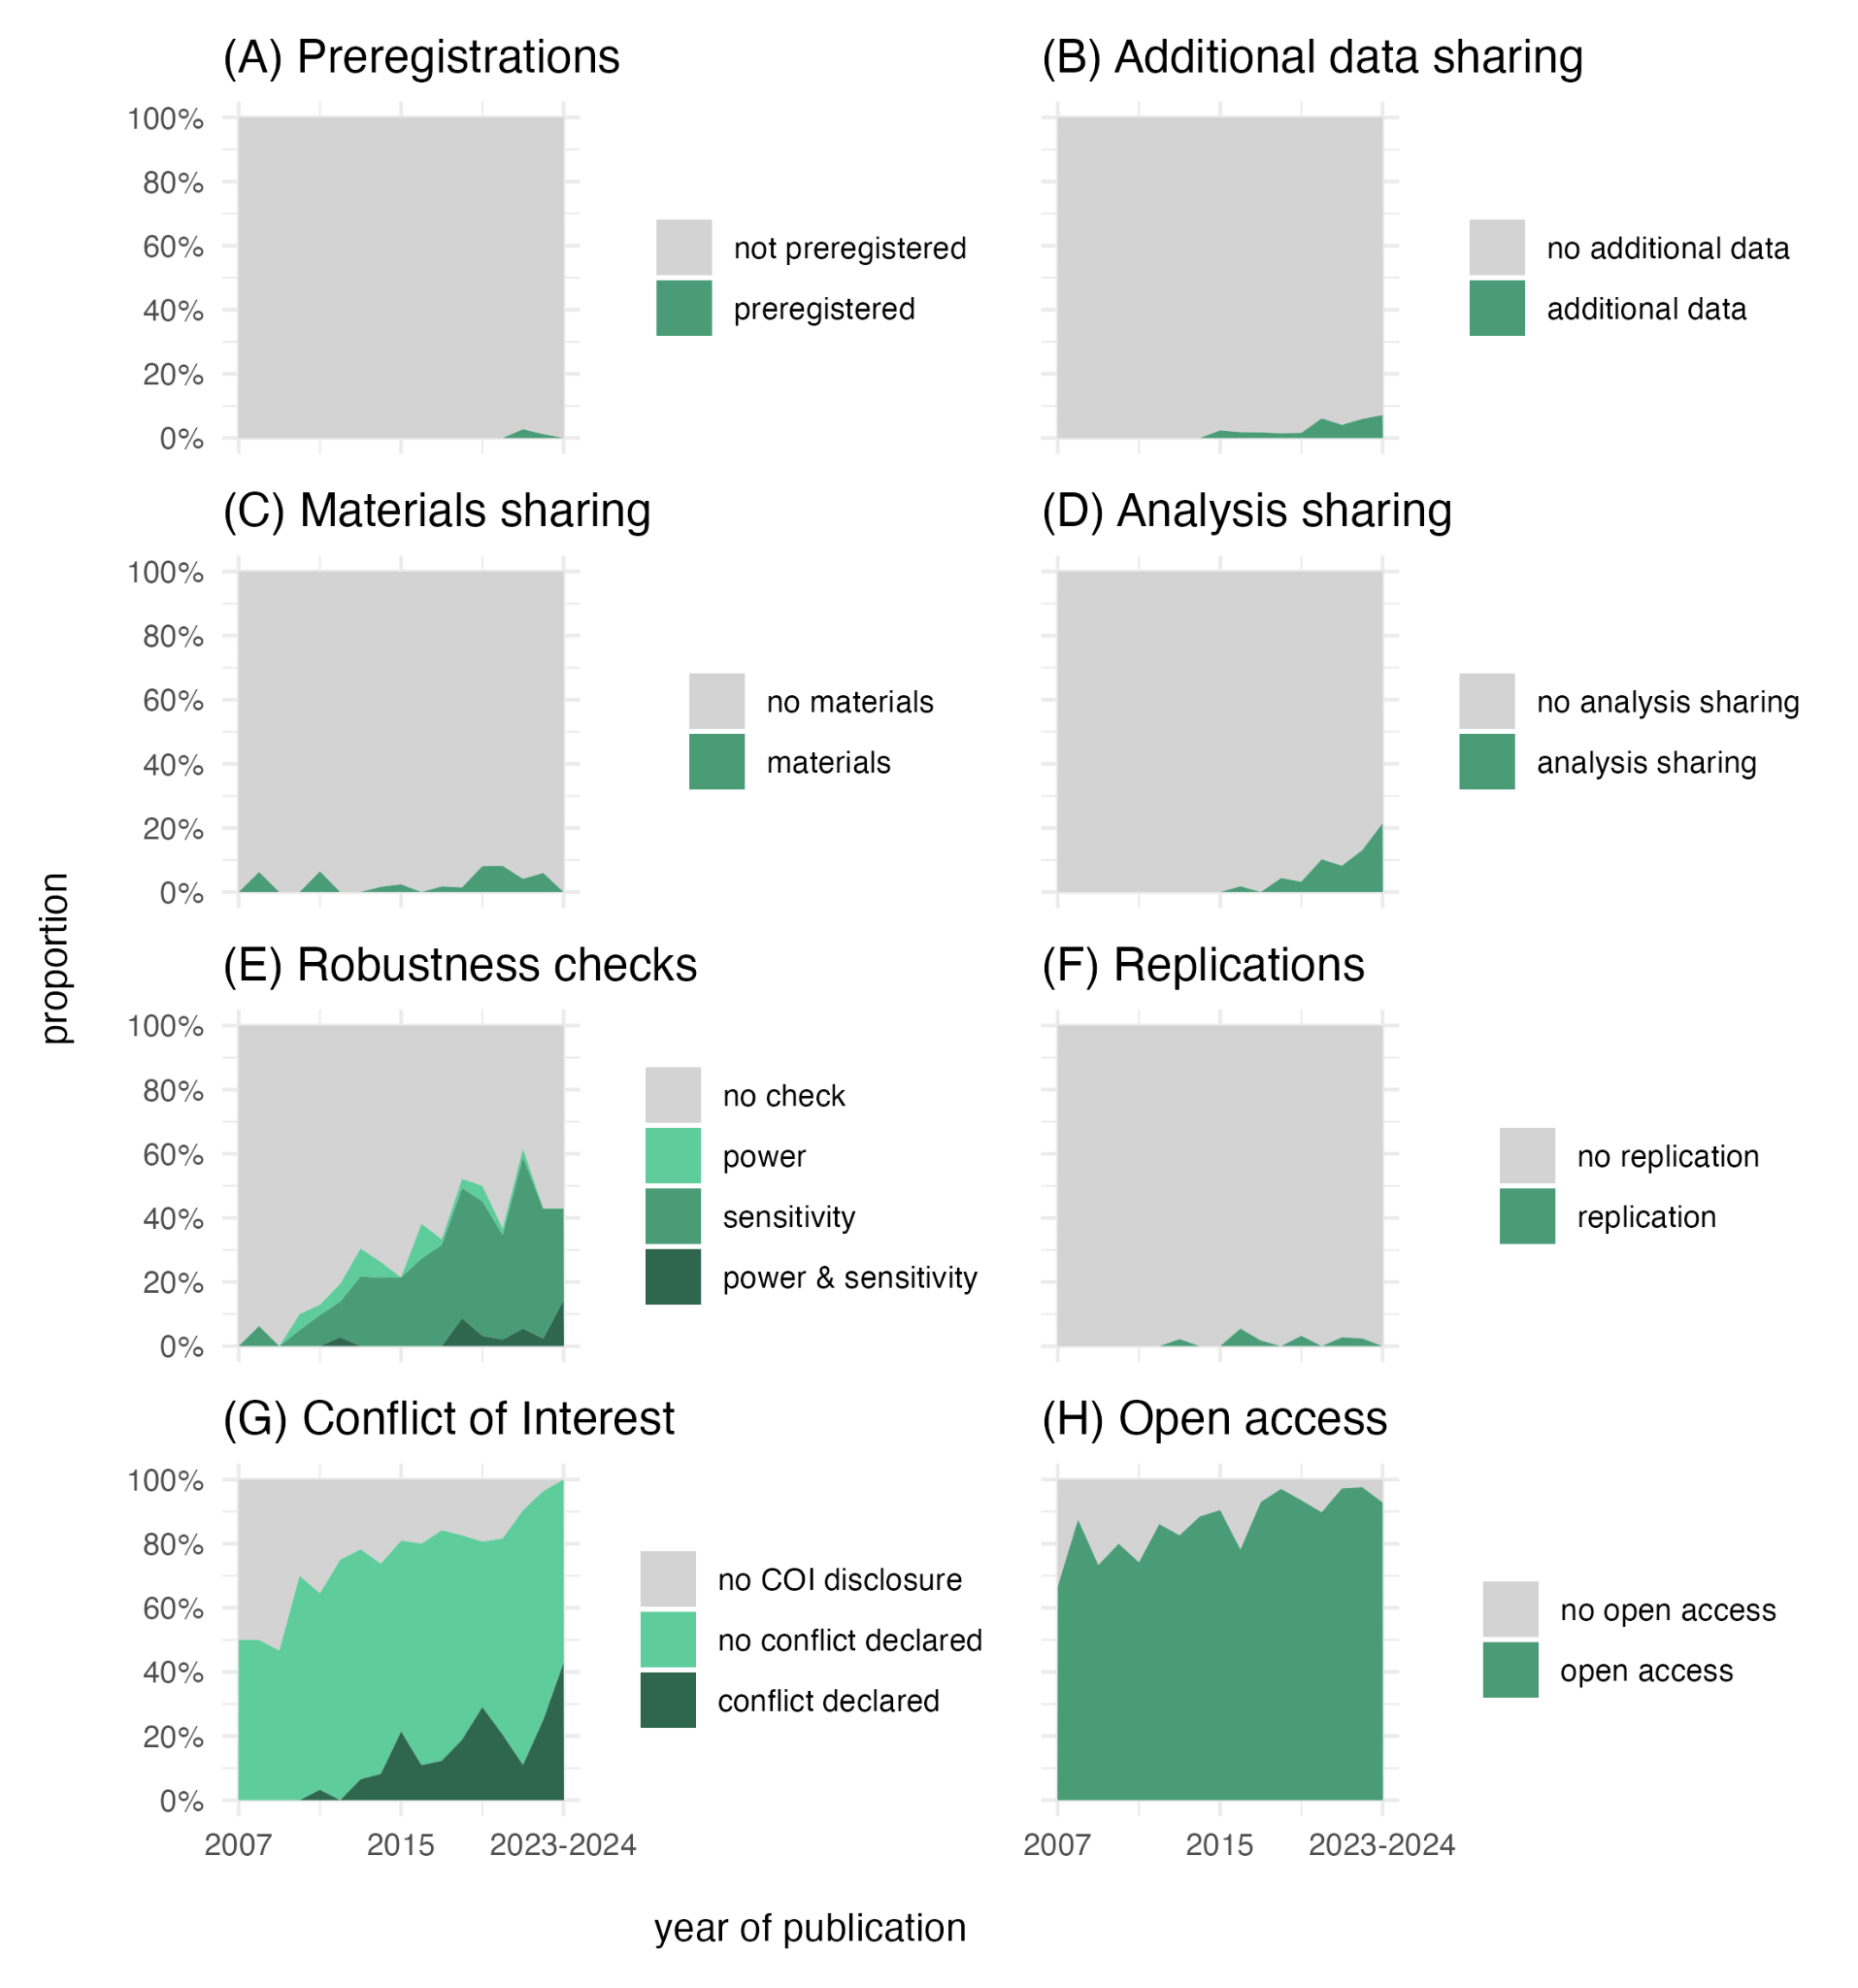 (A) Preregistrations
100%
80%
60%
40%
20%
0%
not preregistered
preregistered
(B) Additional data sharing
no additional data
additional data
(C) Materials sharing
100%
80%
60%
40%
20%
0%
no materials
materials
(D) Analysis sharing
no analysis sharing
analysis sharing
proportion
(E) Robustness checks
100%
80%
60%
40%
20%
0%
no check
power
sensitivity
power & sensitivity
(F) Replications
no replication
replication
(G) Conflict of Interest
100%
80%
60%
40%
20%
0%
no COI disclosure
no conflict declared
conflict declared
2007
2015
2023-2024
(H) Open access
no open access
open access
2007
2015
2023-2024
year of publication